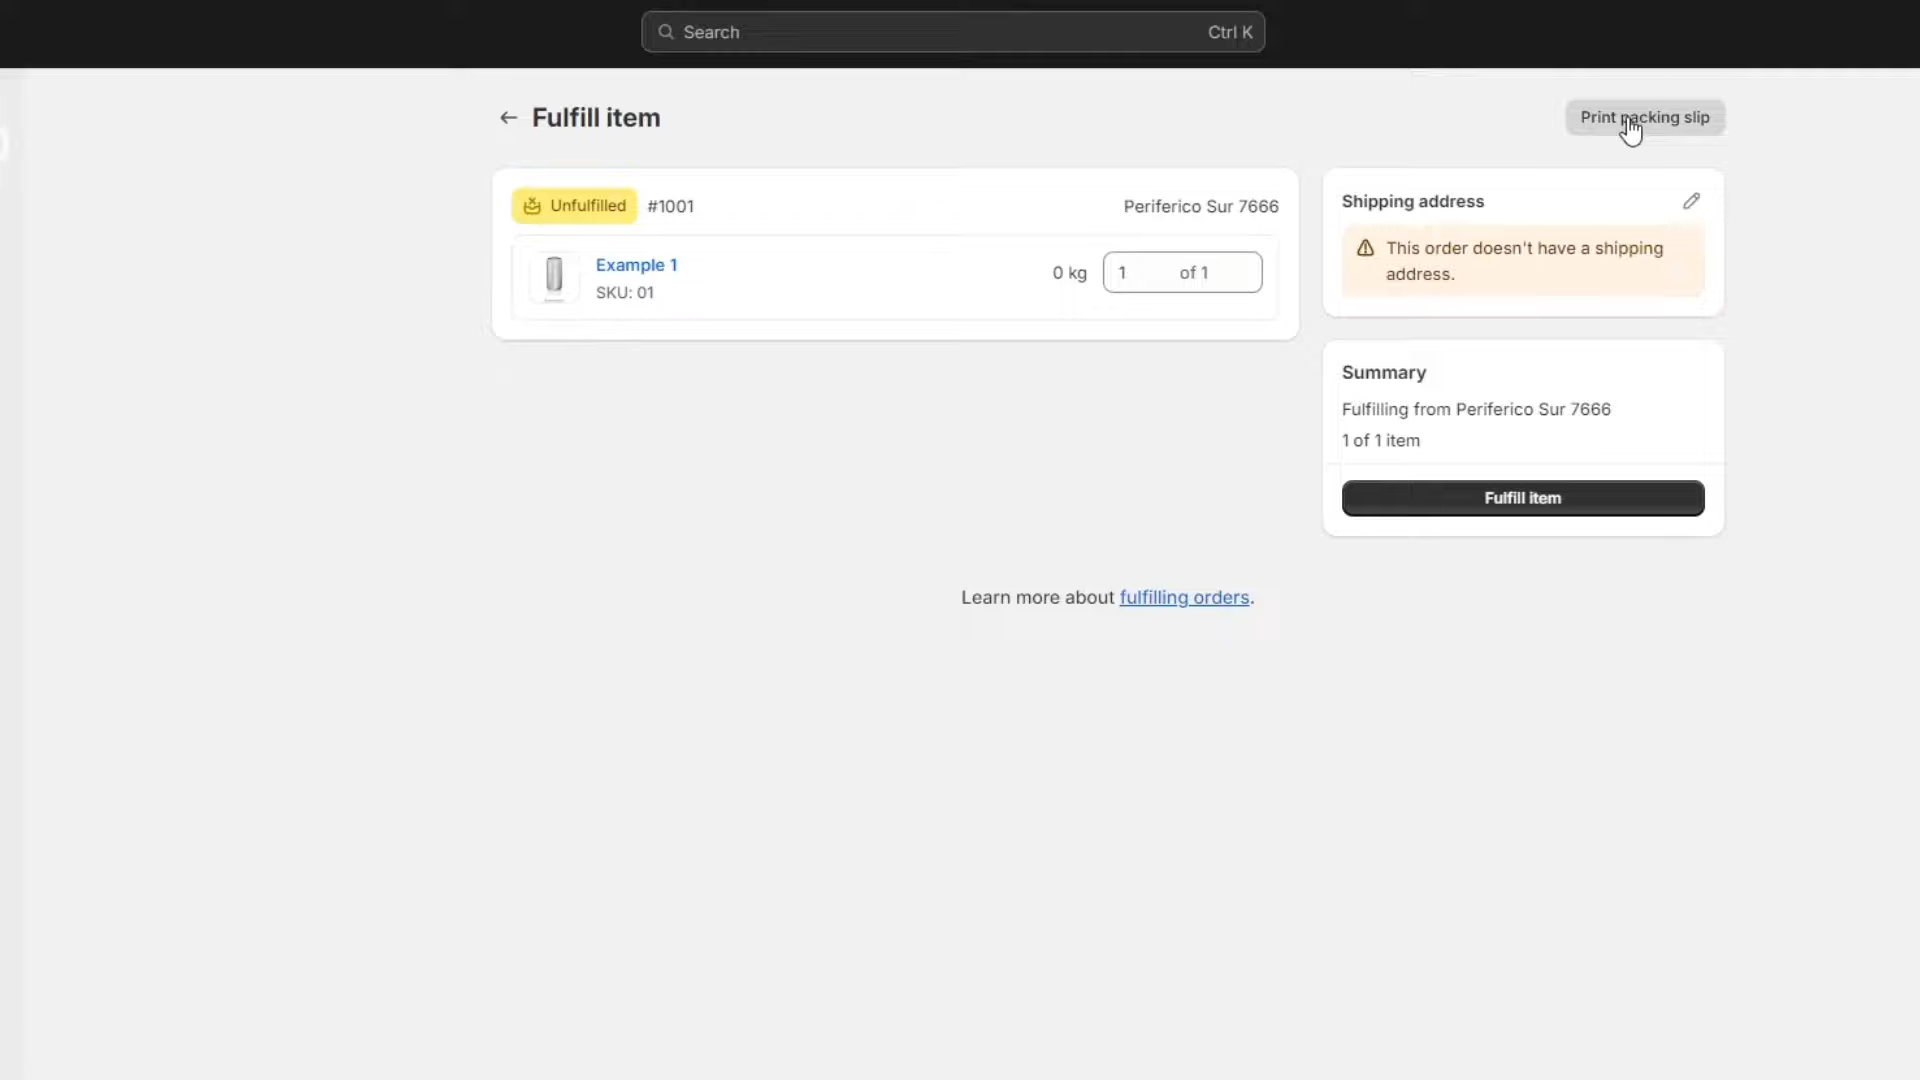 Search Ctrl K
Fulfill item
Print packing slip
Unfulfilled #1001 Periferico Sur 7666
Example 1
SKU: 01
0 kg 1 of 1
Shipping address
This order doesn't have a shipping
address.
Summary
Fulfilling from Periferico Sur 7666
1 of 1 item
Fulfill item
Learn more about fulfilling orders.